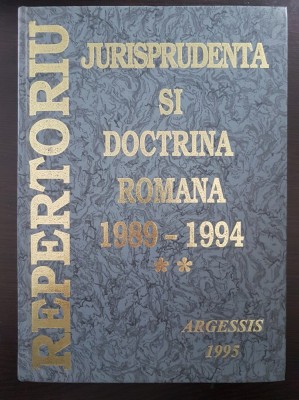 REPERTORIU
JURISPRUDENTA
SI
DOCTRINA
ROMANA
1989 - 1994
* *
ARGESSIS
1995